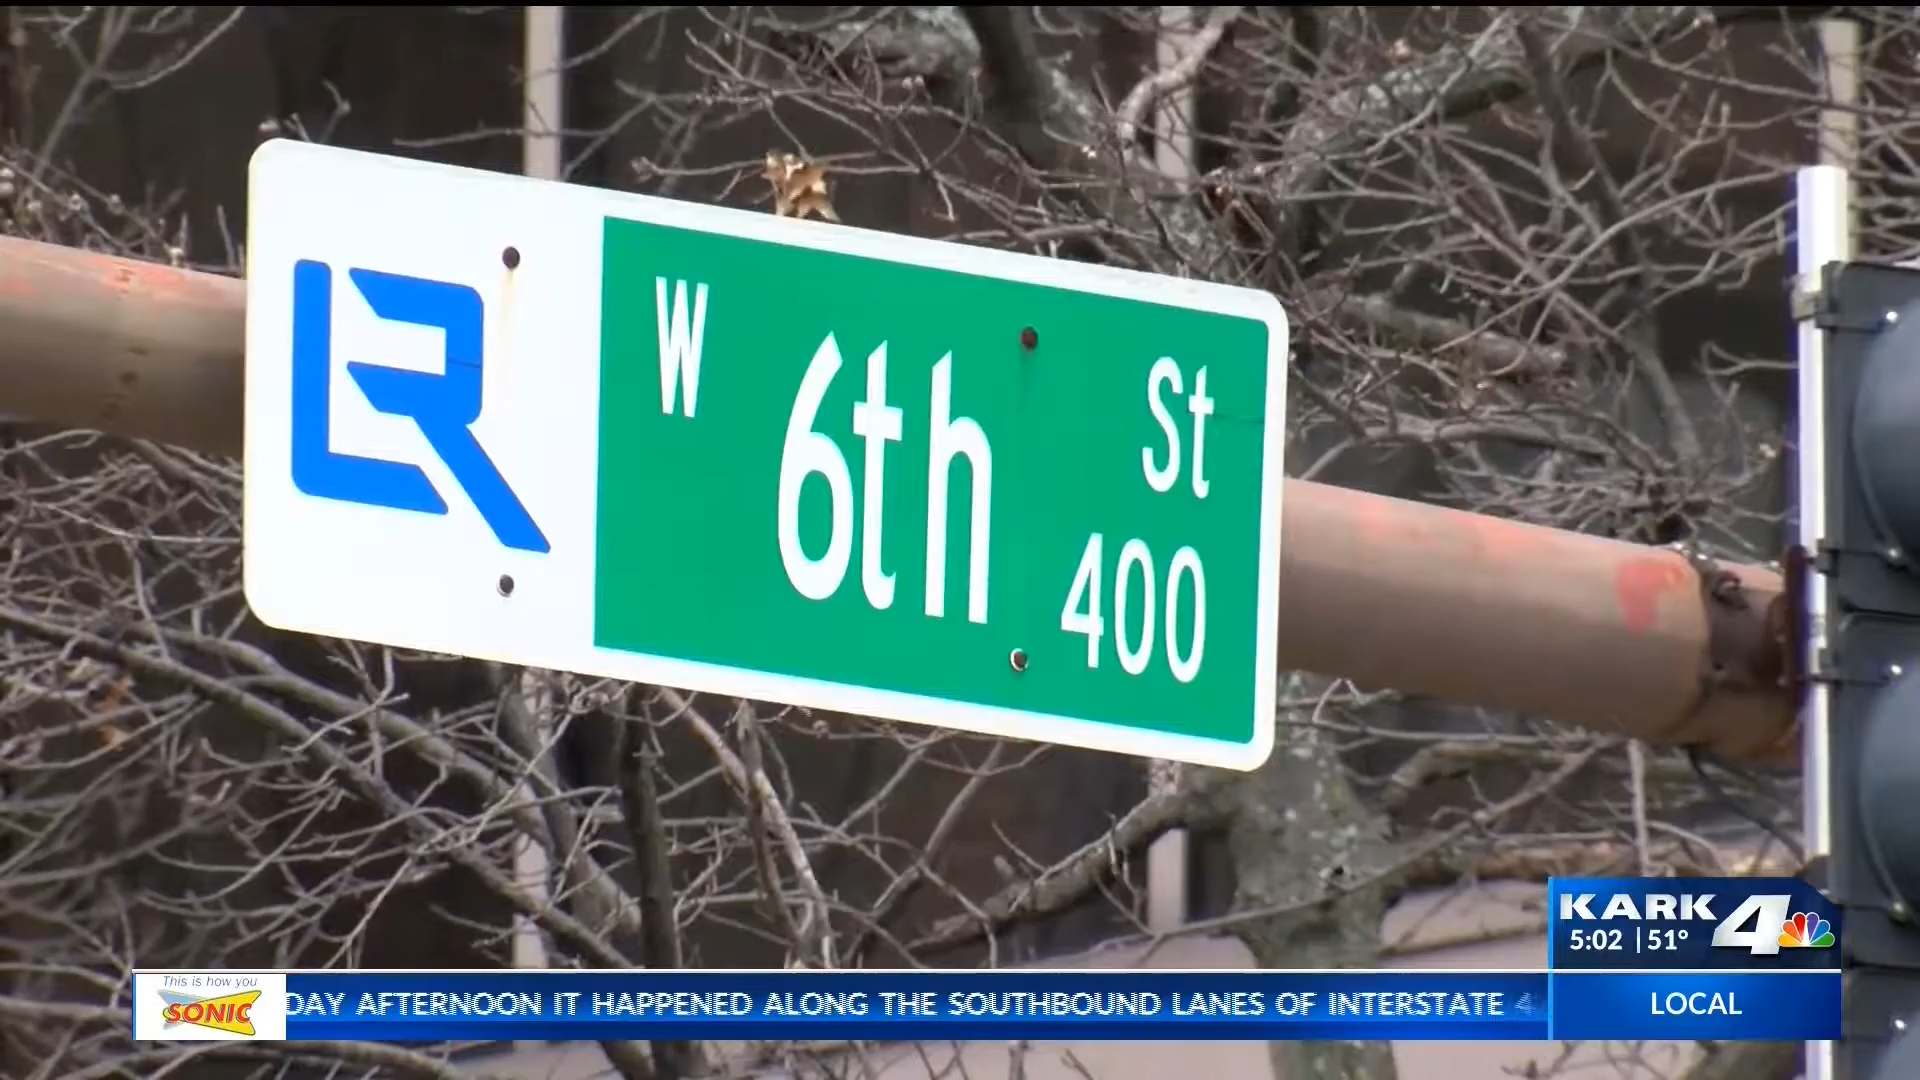 LR
W 6th St
400
KARK 4
5:02 | 51°
This is how you
SONIC
DAY AFTERNOON IT HAPPENED ALONG THE SOUTHBOUND LANES OF INTERSTATE
LOCAL